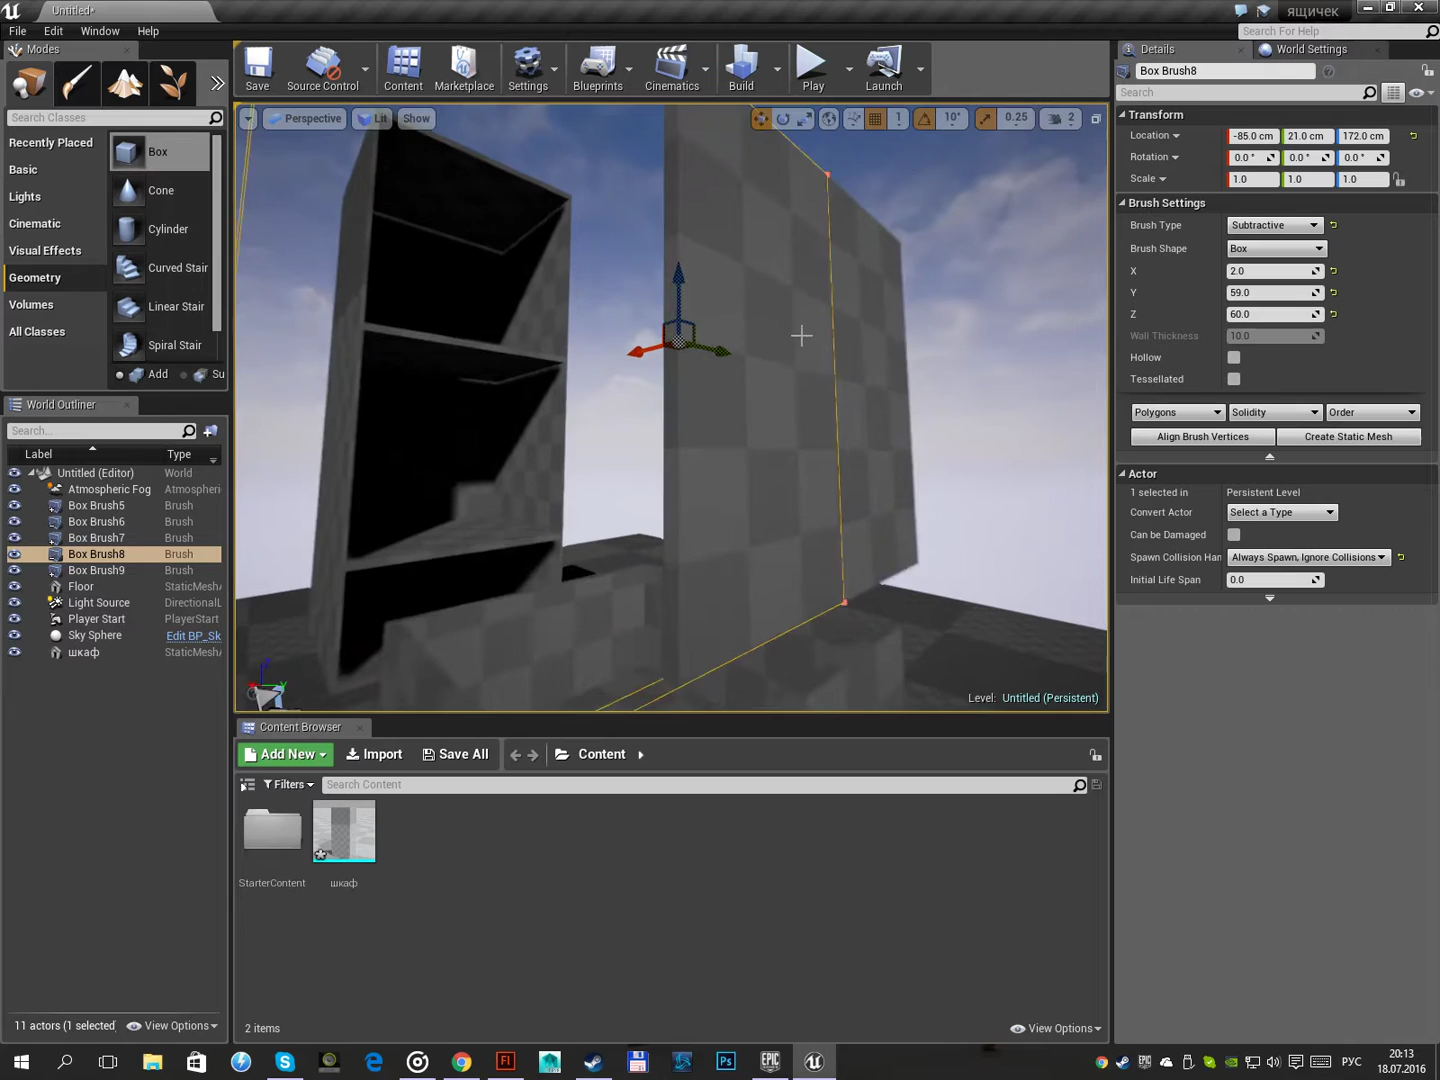 Untitled*
ящичек
File Edit Window Help
Search For Help
Modes
Save
Source Control
Content
Marketplace
Settings
Blueprints
Cinematics
Build
Play
Launch
Details
World Settings
Box Brush8
Search
Search Classes
Recently Placed
Basic
Lights
Cinematic
Visual Effects
Geometry
Volumes
All Classes
Box
Cone
Cylinder
Curved Stair
Linear Stair
Spiral Stair
Add
Su
Perspective
Lit
Show
1
10°
0.25
2
Level: Untitled (Persistent)
Transform
Location -85.0 cm 21.0 cm 172.0 cm
Rotation 0.0 ° 0.0 ° 0.0 °
Scale 1.0 1.0 1.0
Brush Settings
Brush Type Subtractive
Brush Shape Box
X 2.0
Y 59.0
Z 60.0
Wall Thickness 10.0
Hollow
Tessellated
Polygons Solidity Order
Align Brush Vertices Create Static Mesh
Actor
1 selected in Persistent Level
Convert Actor Select a Type
Can be Damaged
Spawn Collision Han Always Spawn, Ignore Collisions
Initial Life Span 0.0
World Outliner
Search...
Label Type
Untitled (Editor) World
Atmospheric Fog Atmospheri
Box Brush5 Brush
Box Brush6 Brush
Box Brush7 Brush
Box Brush8 Brush
Box Brush9 Brush
Floor StaticMeshA
Light Source DirectionalL
Player Start PlayerStart
Sky Sphere Edit BP_Sk
шкаф StaticMeshA
11 actors (1 selected) View Options
Content Browser
Add New Import Save All Content
Filters Search Content
StarterContent
шкаф
2 items
View Options
Fl
Ps
EPIC
РУС
20:13
18.07.2016